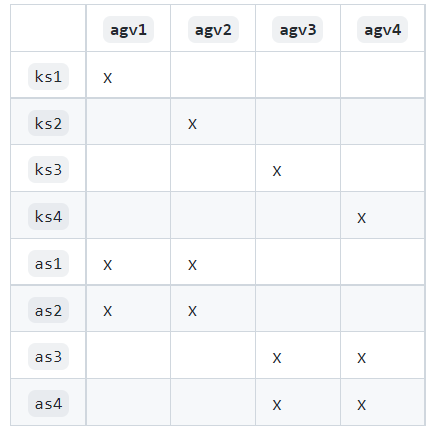 agv1 agv2 agv3 agv4
ks1 X
ks2 X
ks3 X
ks4 X
as1 X X
as2 X X
as3 X X
as4 X X